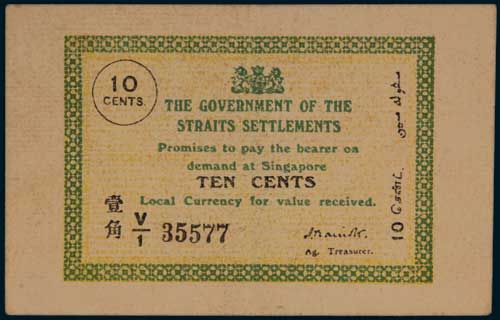 10
CENTS.
THE GOVERNMENT OF THE
STRAITS SETTLEMENTS
Promises to pay the bearer on
demand at Singapore
TEN CENTS
Local Currency for value received.
壹
角
V/1 35577
Ag. Treasurer.
10